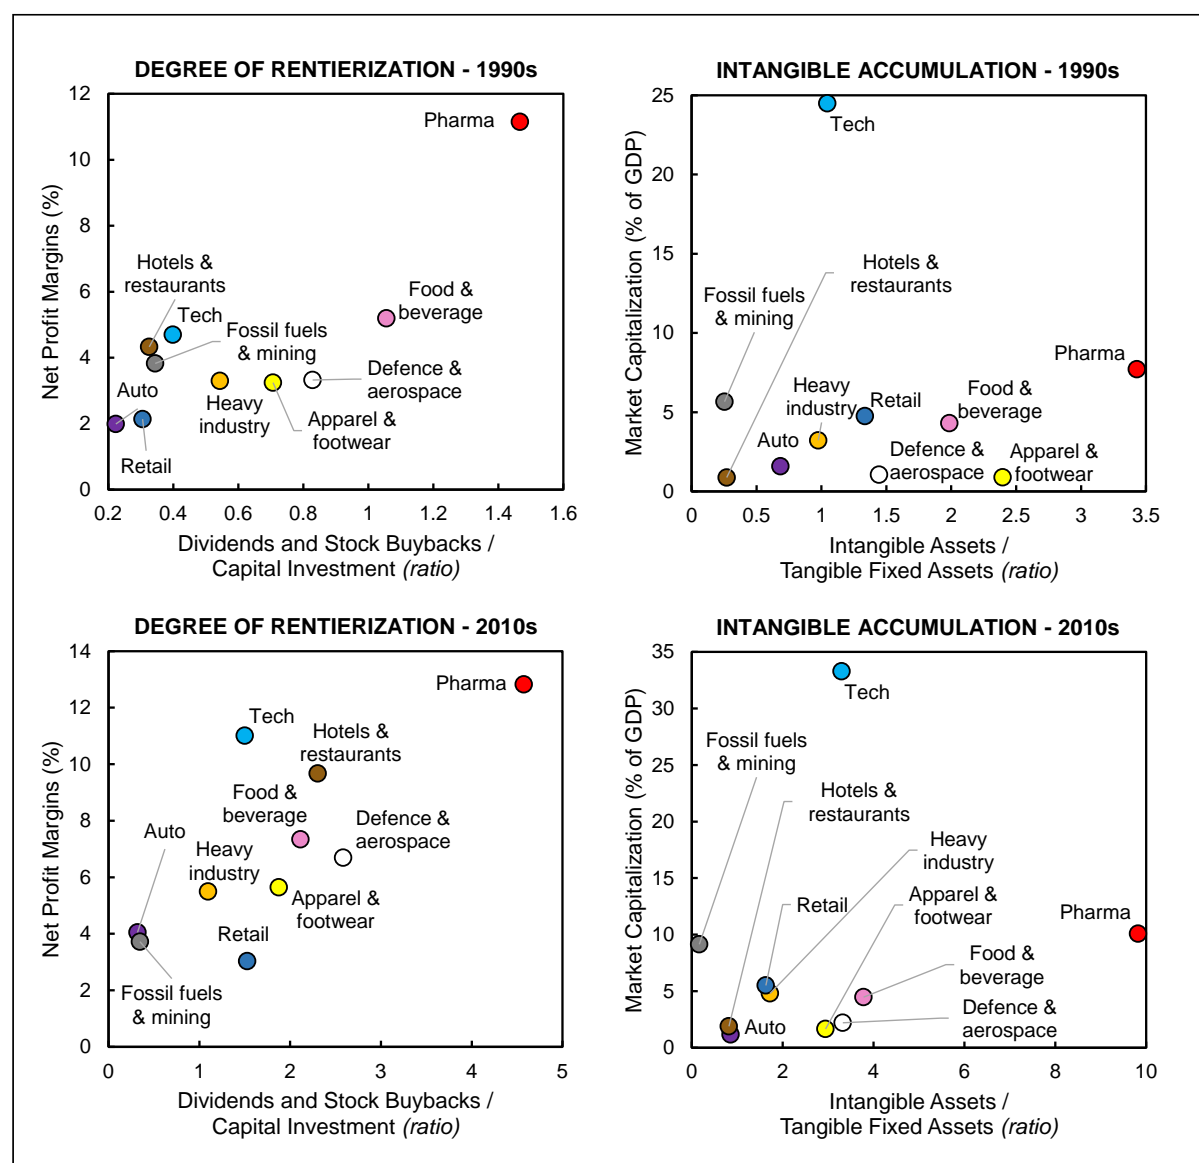 DEGREE OF RENTIERIZATION - 1990s
Net Profit Margins (%)
12
10
8
6
4
2
0
Pharma
Hotels &
restaurants
Tech
Fossil fuels
& mining
Food &
beverage
Auto
Retail
Heavy
industry
Apparel &
footwear
Defence &
aerospace
0.2
0.4
0.6
0.8
1
1.2
1.4
1.6
Dividends and Stock Buybacks /
Capital Investment (ratio)
INTANGIBLE ACCUMULATION - 1990s
Market Capitalization (% of GDP)
25
20
15
10
5
0
Tech
Hotels &
restaurants
Fossil fuels
& mining
Pharma
Heavy
industry
Retail
Food &
beverage
Auto
Defence &
aerospace
Apparel &
footwear
0
0.5
1
1.5
2
2.5
3
3.5
Intangible Assets /
Tangible Fixed Assets (ratio)
DEGREE OF RENTIERIZATION - 2010s
Net Profit Margins (%)
14
12
10
8
6
4
2
0
Pharma
Tech
Hotels &
restaurants
Food &
beverage
Defence &
aerospace
Auto
Heavy
industry
Apparel &
footwear
Retail
Fossil fuels
& mining
0
1
2
3
4
5
Dividends and Stock Buybacks /
Capital Investment (ratio)
INTANGIBLE ACCUMULATION - 2010s
Market Capitalization (% of GDP)
35
30
25
20
15
10
5
0
Tech
Fossil fuels
& mining
Hotels &
restaurants
Heavy
industry
Retail
Apparel &
footwear
Pharma
Food &
beverage
Auto
Defence &
aerospace
0
2
4
6
8
10
Intangible Assets /
Tangible Fixed Assets (ratio)